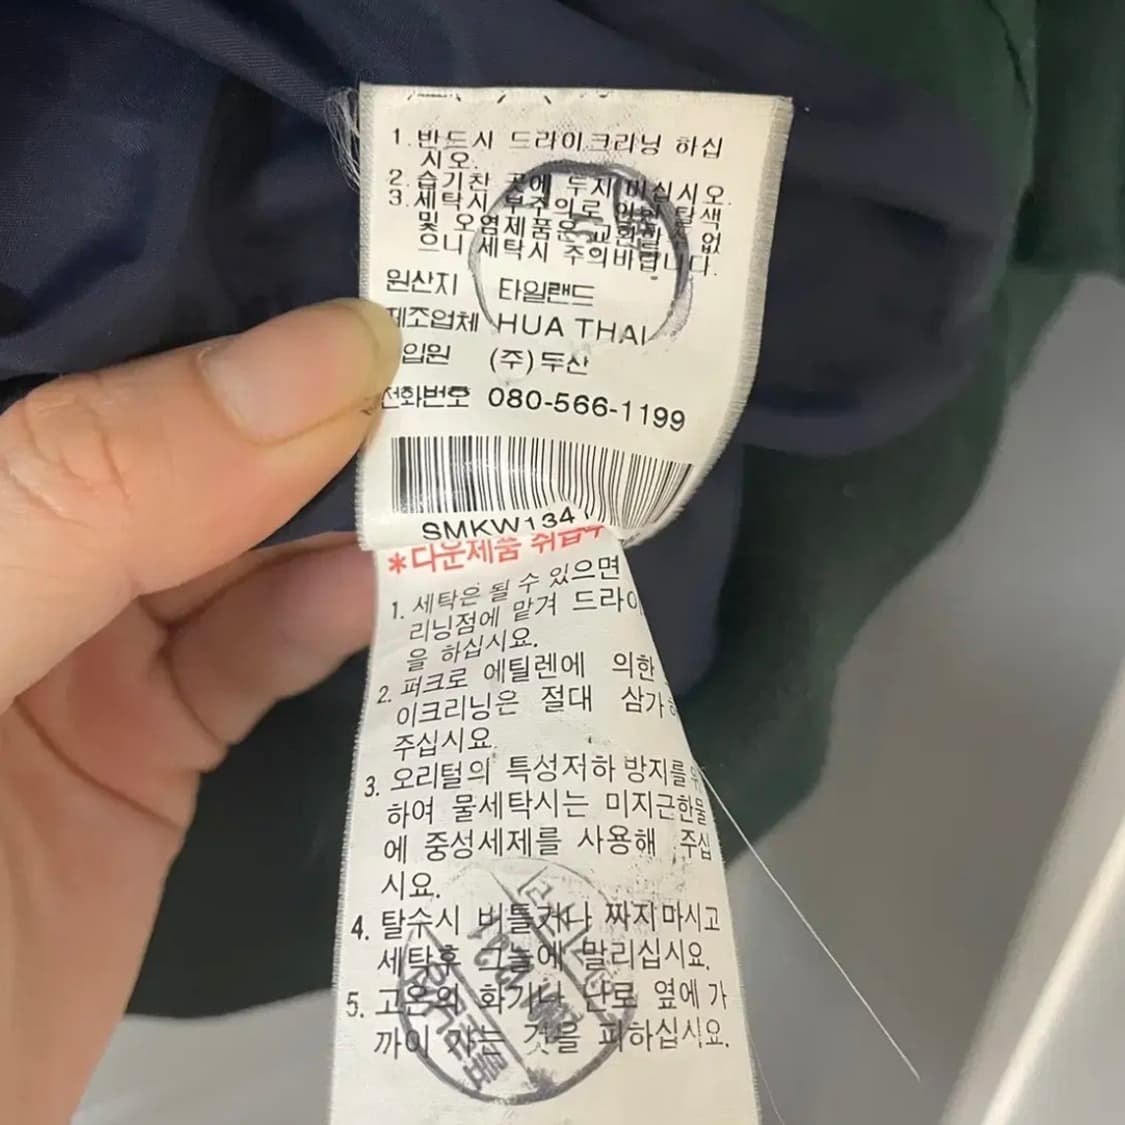 1. 반드시 드라이크리닝 하십
시오.
2. 습기찬 곳에 두지 마십시오.
3. 세탁시 부주의로 인한 탈색
및 오염제품은 교환될 수 없
으니 세탁시 주의바랍니다.
원산지 타일랜드
제조업체 HUA THAI
입원 (주)두산
전화번호 080-566-1199
SMKW134
*다운제품 취급
1. 세탁은 될 수 있으면
리닝점에 맡겨 드라이
을 하십시요.
2. 퍼크로 에틸렌에 의한
이크리닝은 절대 삼가
주십시요.
3. 오리털의 특성저하 방지를 위
하여 물세탁시는 미지근한물
에 중성세제를 사용해 주십
시요.
4. 탈수시 비틀거나 짜지마시고
세탁후 그늘에 말리십시요.
5. 고온의 화기나 난로 옆에 가
까이 가는 것을 피하십시요.